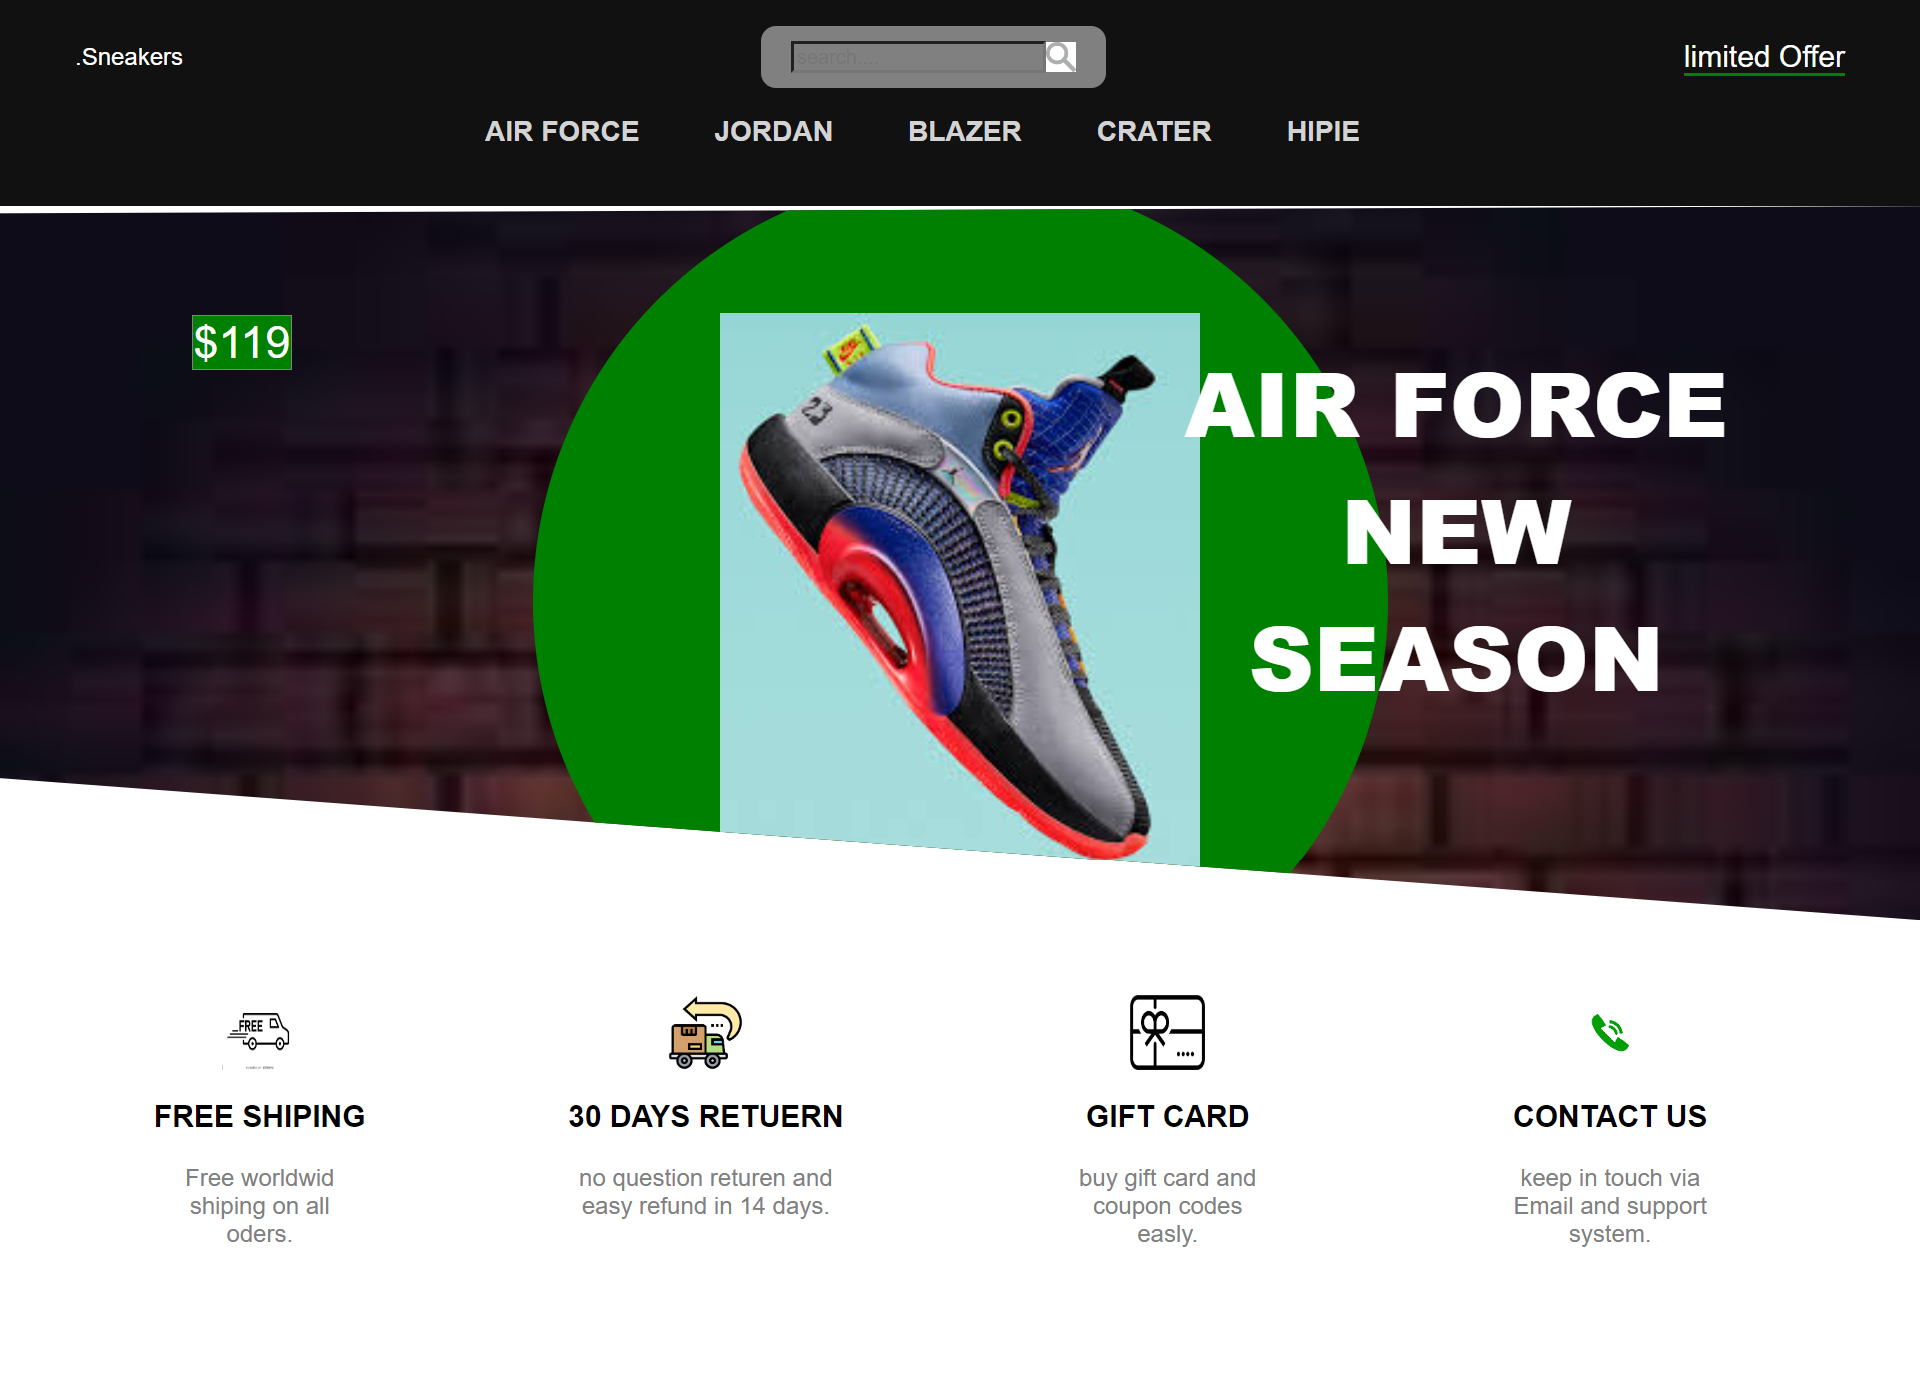 .Sneakers
search....
limited Offer
AIR FORCE
JORDAN
BLAZER
CRATER
HIPIE
$119
23
AIR FORCE
NEW
SEASON
FREE
FREE SHIPING
Free worldwid
shiping on all
oders.
30 DAYS RETUERN
no question returen and
easy refund in 14 days.
GIFT CARD
buy gift card and
coupon codes
easly.
CONTACT US
keep in touch via
Email and support
system.